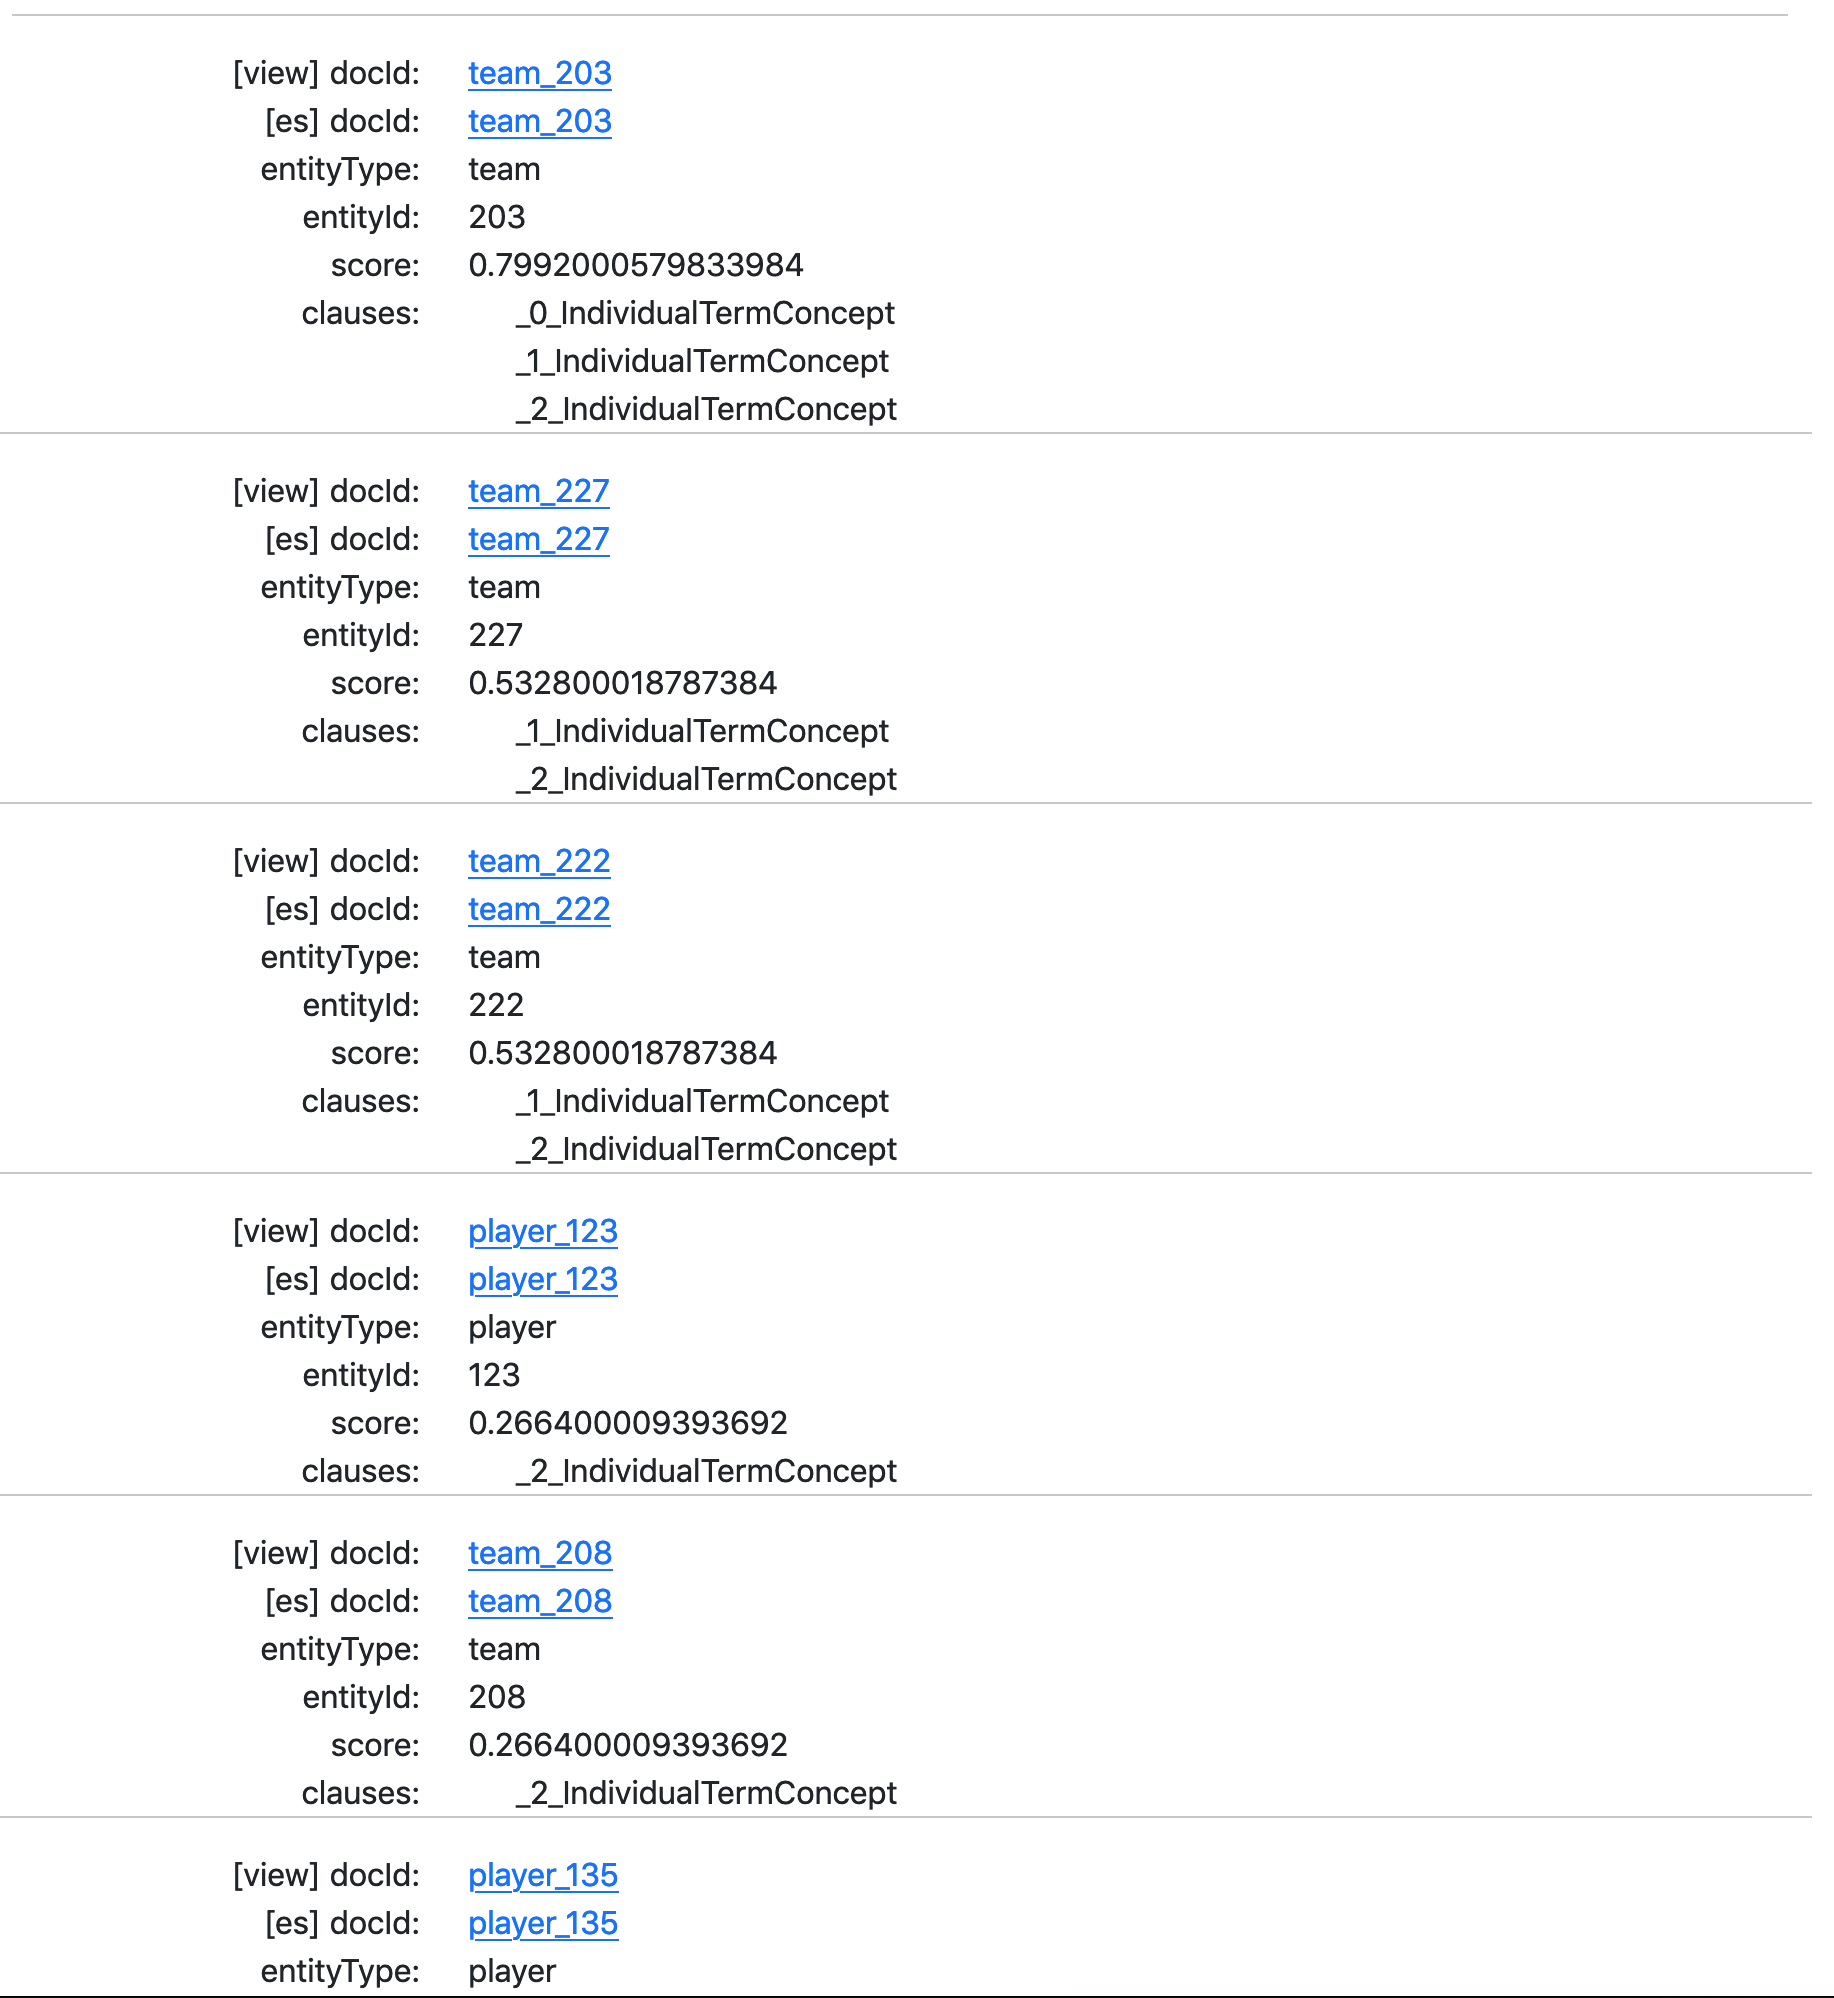 [view] docId: team_203
[es] docId: team_203
entityType: team
entityId: 203
score: 0.7992000579833984
clauses: _0_IndividualTermConcept
_1_IndividualTermConcept
_2_IndividualTermConcept
[view] docId: team_227
[es] docId: team_227
entityType: team
entityId: 227
score: 0.532800018787384
clauses: _1_IndividualTermConcept
_2_IndividualTermConcept
[view] docId: team_222
[es] docId: team_222
entityType: team
entityId: 222
score: 0.532800018787384
clauses: _1_IndividualTermConcept
_2_IndividualTermConcept
[view] docId: player_123
[es] docId: player_123
entityType: player
entityId: 123
score: 0.266400009393692
clauses: _2_IndividualTermConcept
[view] docId: team_208
[es] docId: team_208
entityType: team
entityId: 208
score: 0.266400009393692
clauses: _2_IndividualTermConcept
[view] docId: player_135
[es] docId: player_135
entityType: player